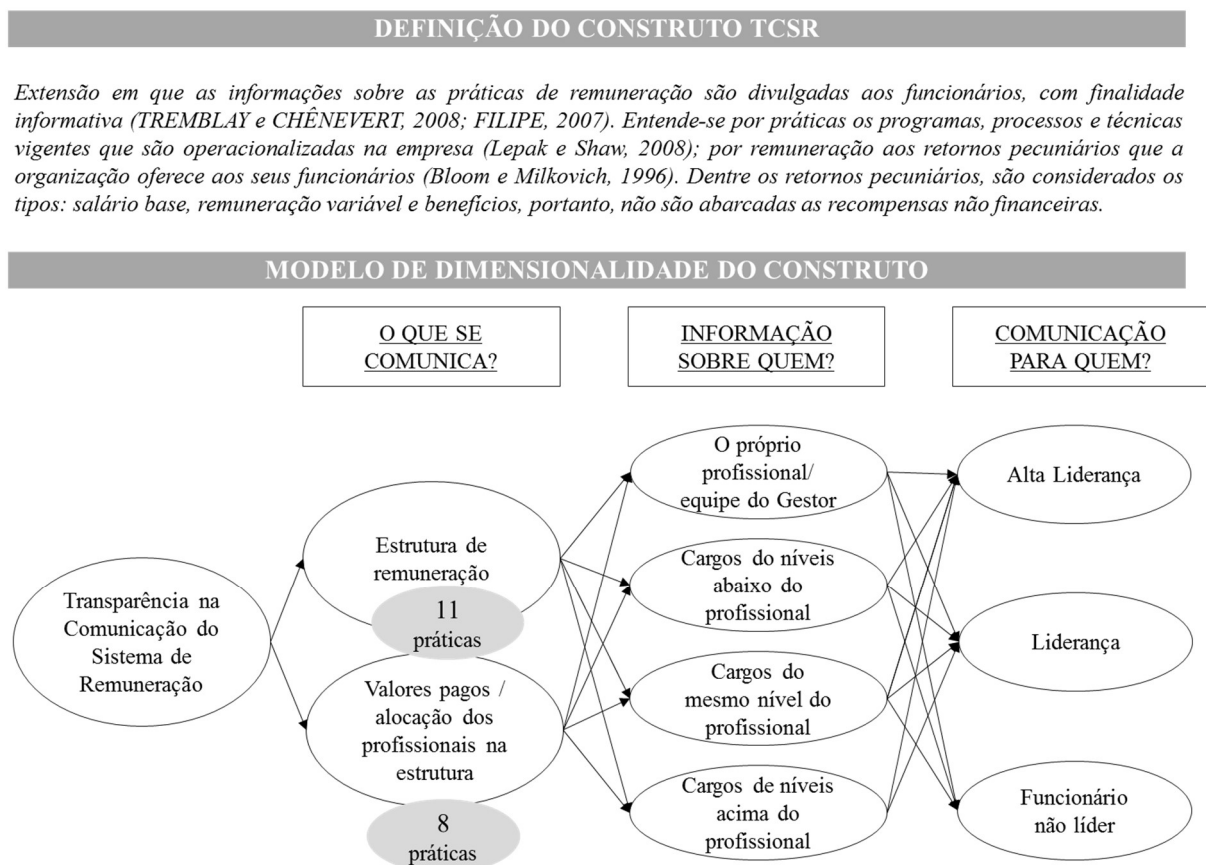 DEFINIÇÃO DO CONSTRUTO TCSR
Extensão em que as informações sobre as práticas de remuneração são divulgadas aos funcionários, com finalidade
informativa (TREMBLAY e CHÊNEVERT, 2008; FILIPE, 2007). Entende-se por práticas os programas, processos e técnicas
vigentes que são operacionalizadas na empresa (Lepak e Shaw, 2008); por remuneração aos retornos pecuniários que a
organização oferece aos seus funcionários (Bloom e Milkovich, 1996). Dentre os retornos pecuniários, são considerados os
tipos: salário base, remuneração variável e benefícios, portanto, não são abarcadas as recompensas não financeiras.
MODELO DE DIMENSIONALIDADE DO CONSTRUTO
O QUE SE
COMUNICA?
INFORMAÇÃO
SOBRE QUEM?
COMUNICAÇÃO
PARA QUEM?
Transparência na
Comunicação do
Sistema de
Remuneração
Estrutura de
remuneração
11
práticas
Valores pagos /
alocação dos
profissionais na
estrutura
8
práticas
O próprio
profissional/
equipe do Gestor
Cargos do níveis
abaixo do
profissional
Cargos do
mesmo nível do
profissional
Cargos de níveis
acima do
profissional
Alta Liderança
Liderança
Funcionário
não líder